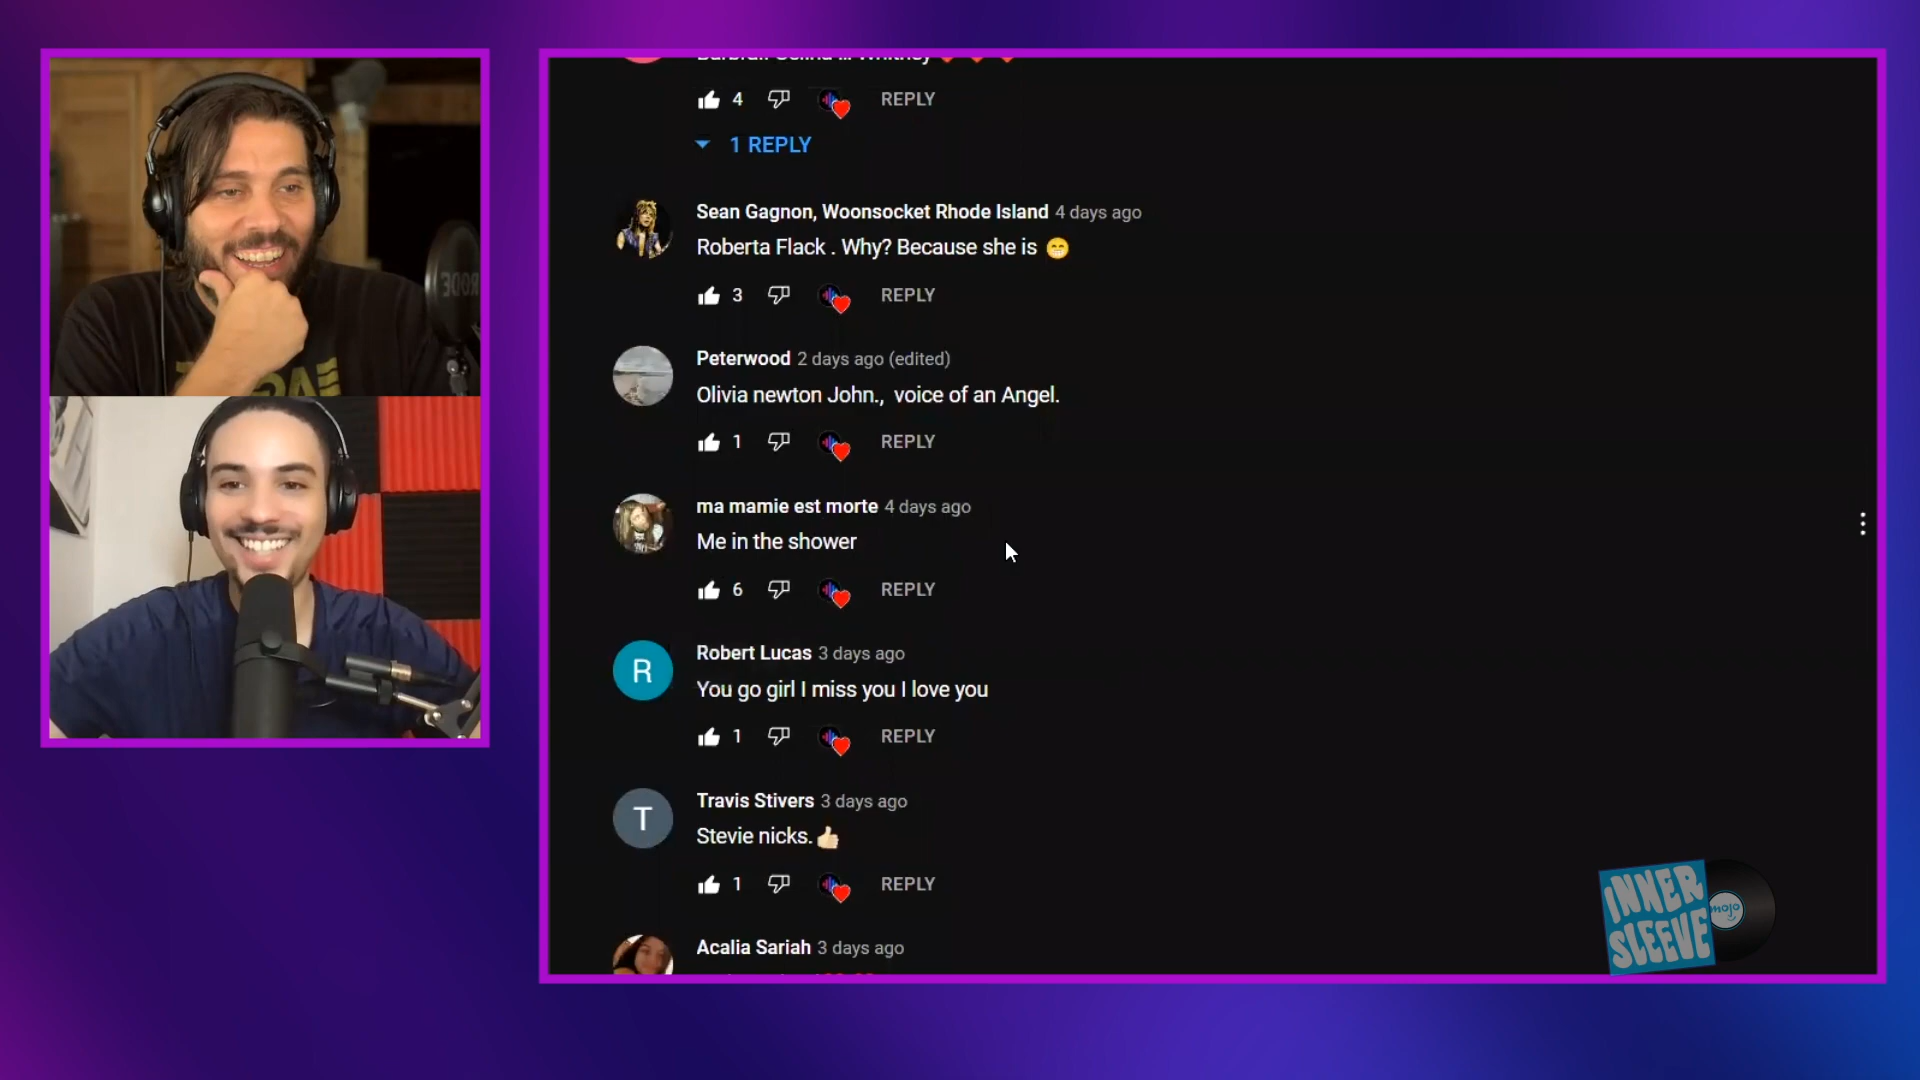 4 REPLY
1 REPLY
Sean Gagnon, Woonsocket Rhode Island 4 days ago
Roberta Flack . Why? Because she is 😁
3 REPLY
Peterwood 2 days ago (edited)
Olivia newton John., voice of an Angel.
1 REPLY
ma mamie est morte 4 days ago
Me in the shower
6 REPLY
R
Robert Lucas 3 days ago
You go girl I miss you I love you
1 REPLY
T
Travis Stivers 3 days ago
Stevie nicks.👍🏻
1 REPLY
Acalia Sariah 3 days ago
INNER
SLEEVE
mojo
RODE